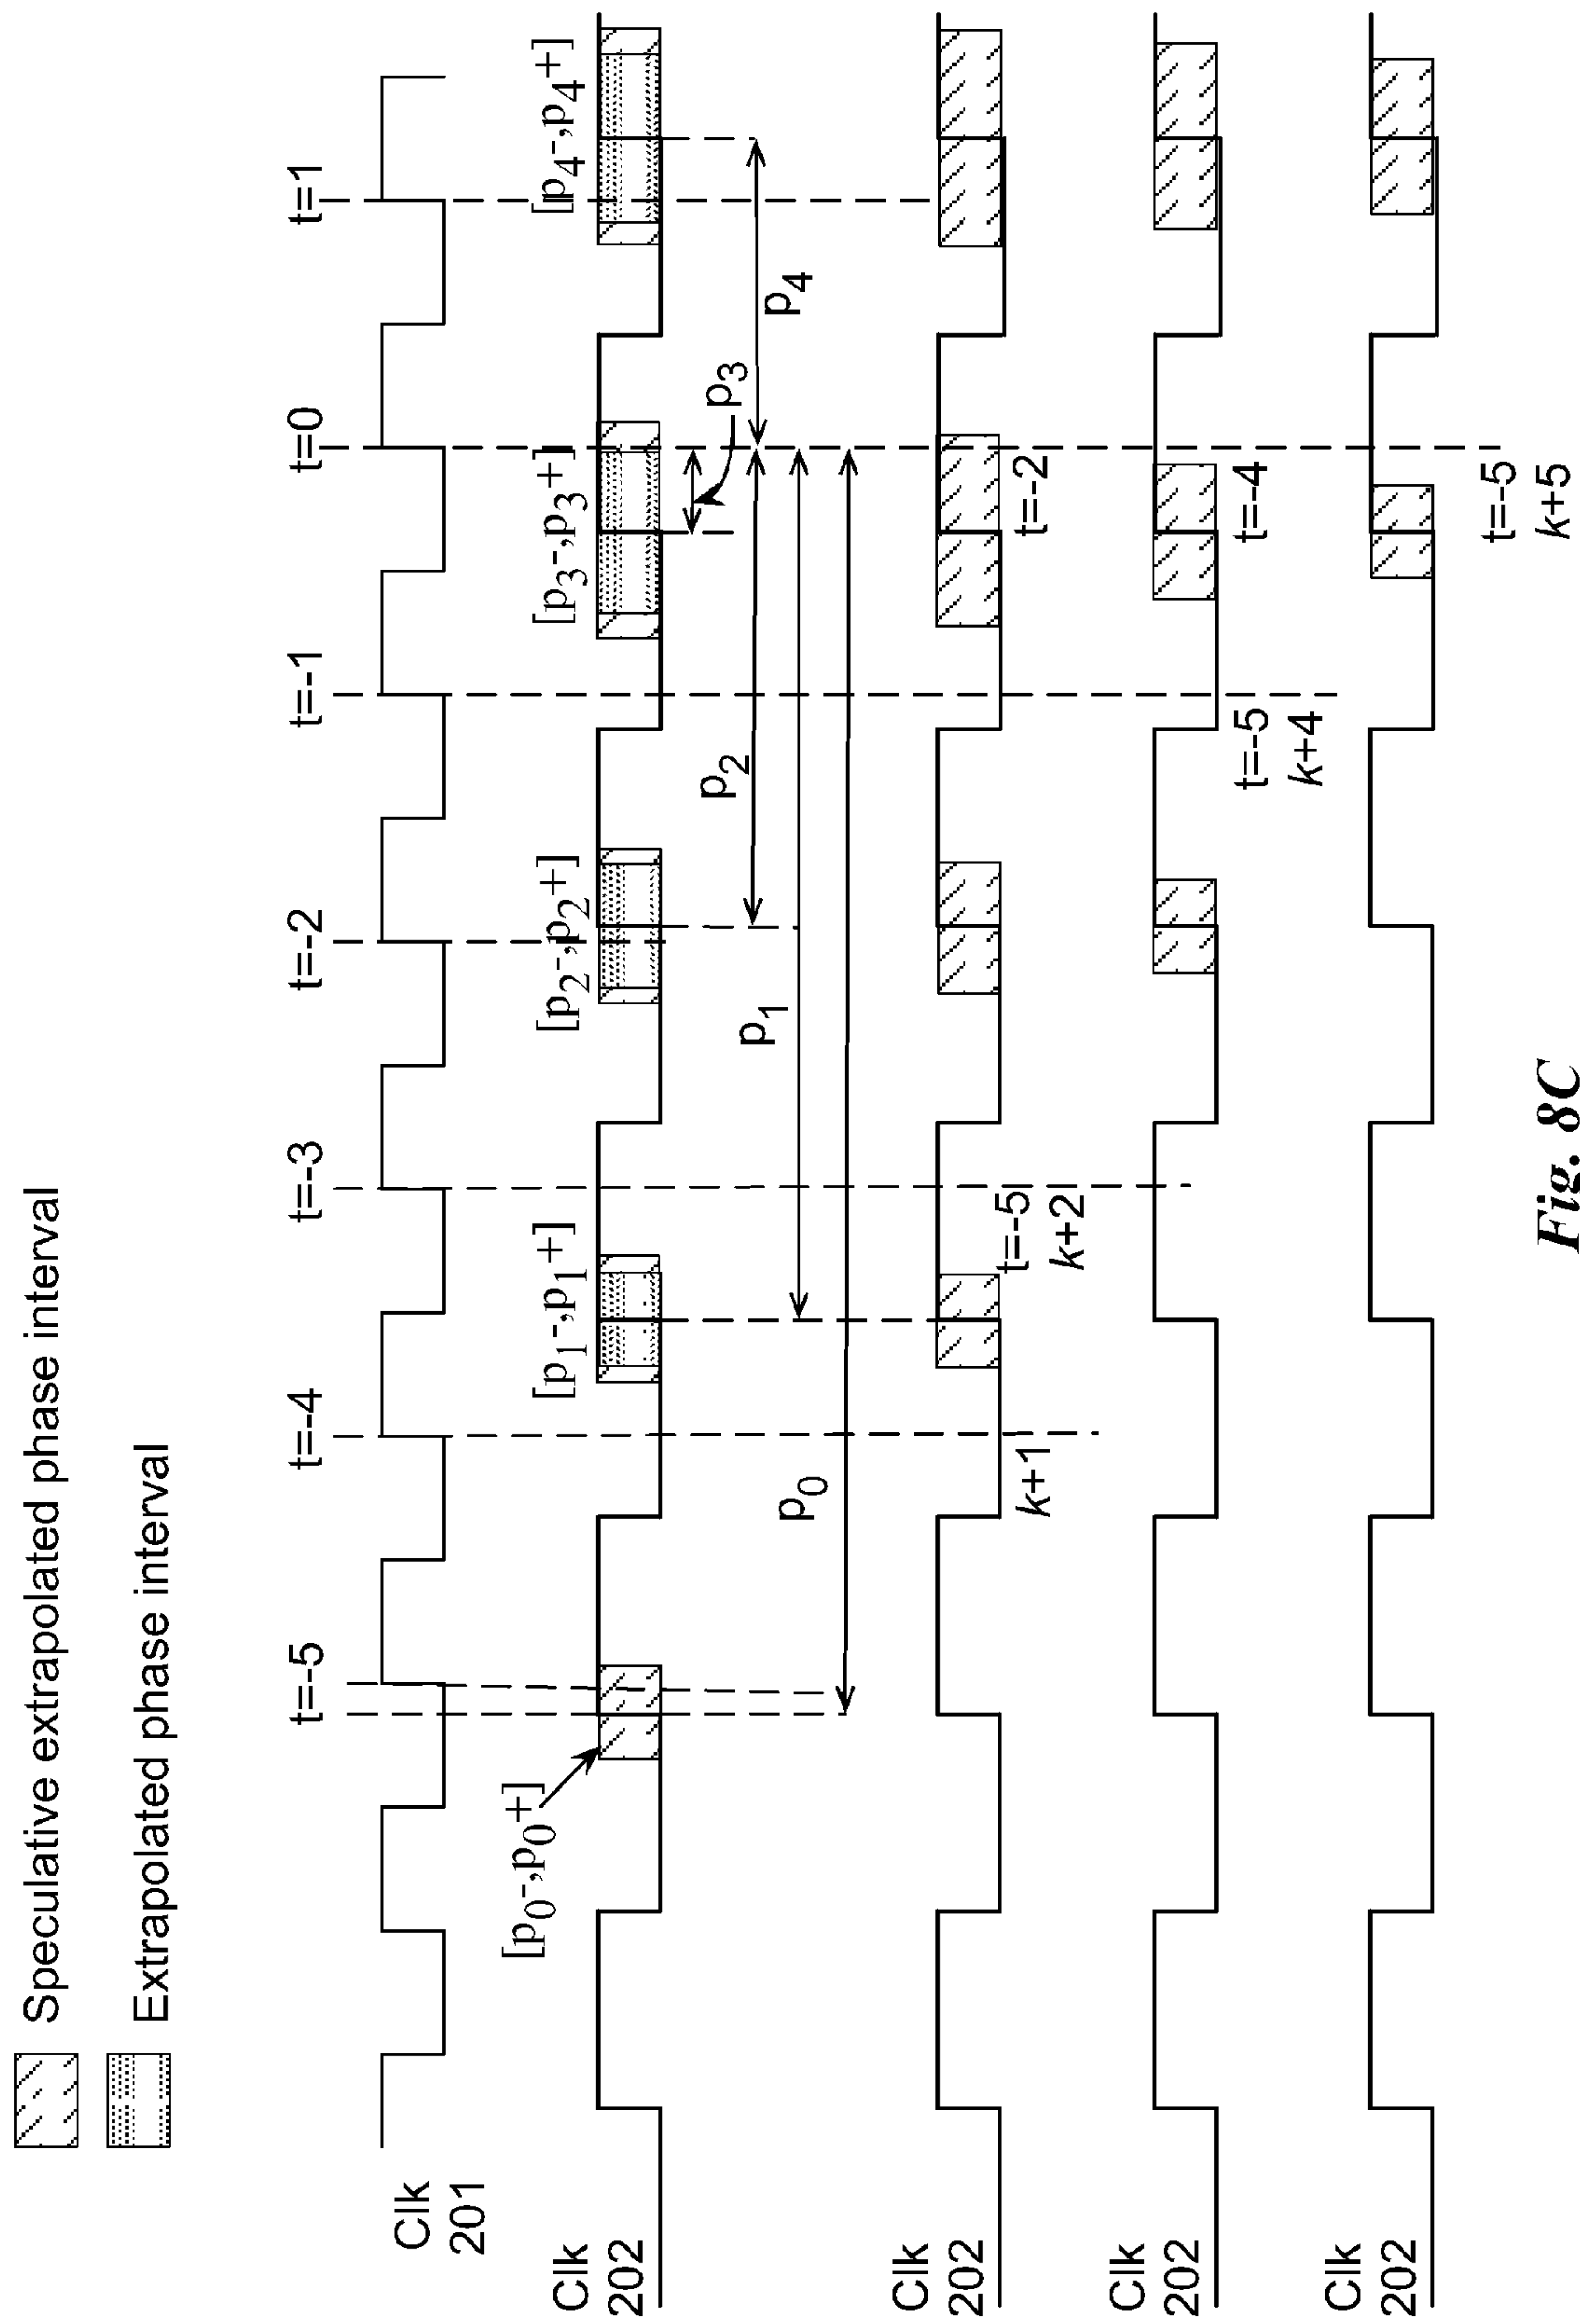 Speculative extrapolated phase interval
Extrapolated phase interval
t=-5
t=-4
t=-3
t=-2
t=-1
t=0
t=1
Clk
201
[p0-,p0+]
[p1-,p1+]
[p2-,p2+]
[p3-,p3+]
[p4-,p4+]
Clk
202
p0
p1
p2
p3
p4
Clk
202
k+1
t=-5
k+2
t=-2
Clk
202
t=-5
k+4
t=-4
Clk
202
t=-5
k+5
Fig. 8C